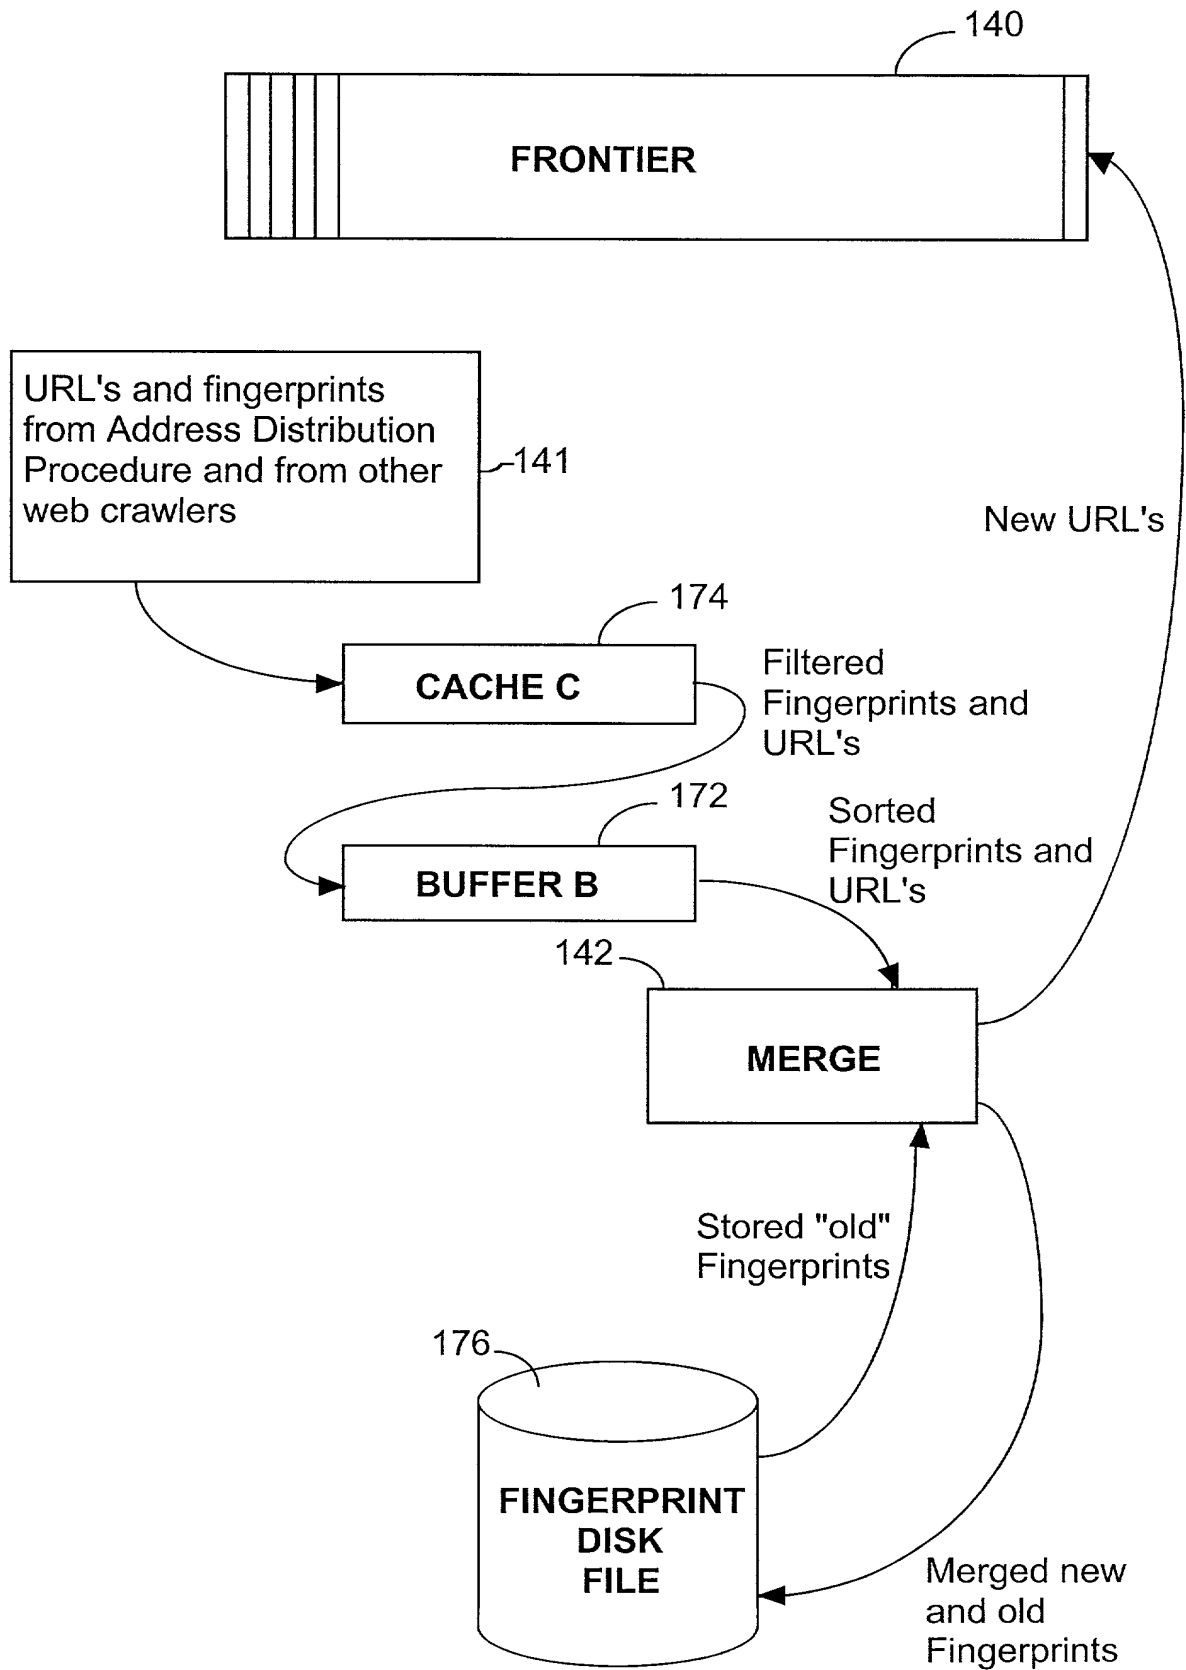 140
FRONTIER
URL's and fingerprints
from Address Distribution
Procedure and from other
web crawlers
141
New URL's
174
CACHE C
Filtered
Fingerprints and
URL's
172
BUFFER B
Sorted
Fingerprints and
URL's
142
MERGE
Stored "old"
Fingerprints
176
FINGERPRINT
DISK
FILE
Merged new
and old
Fingerprints